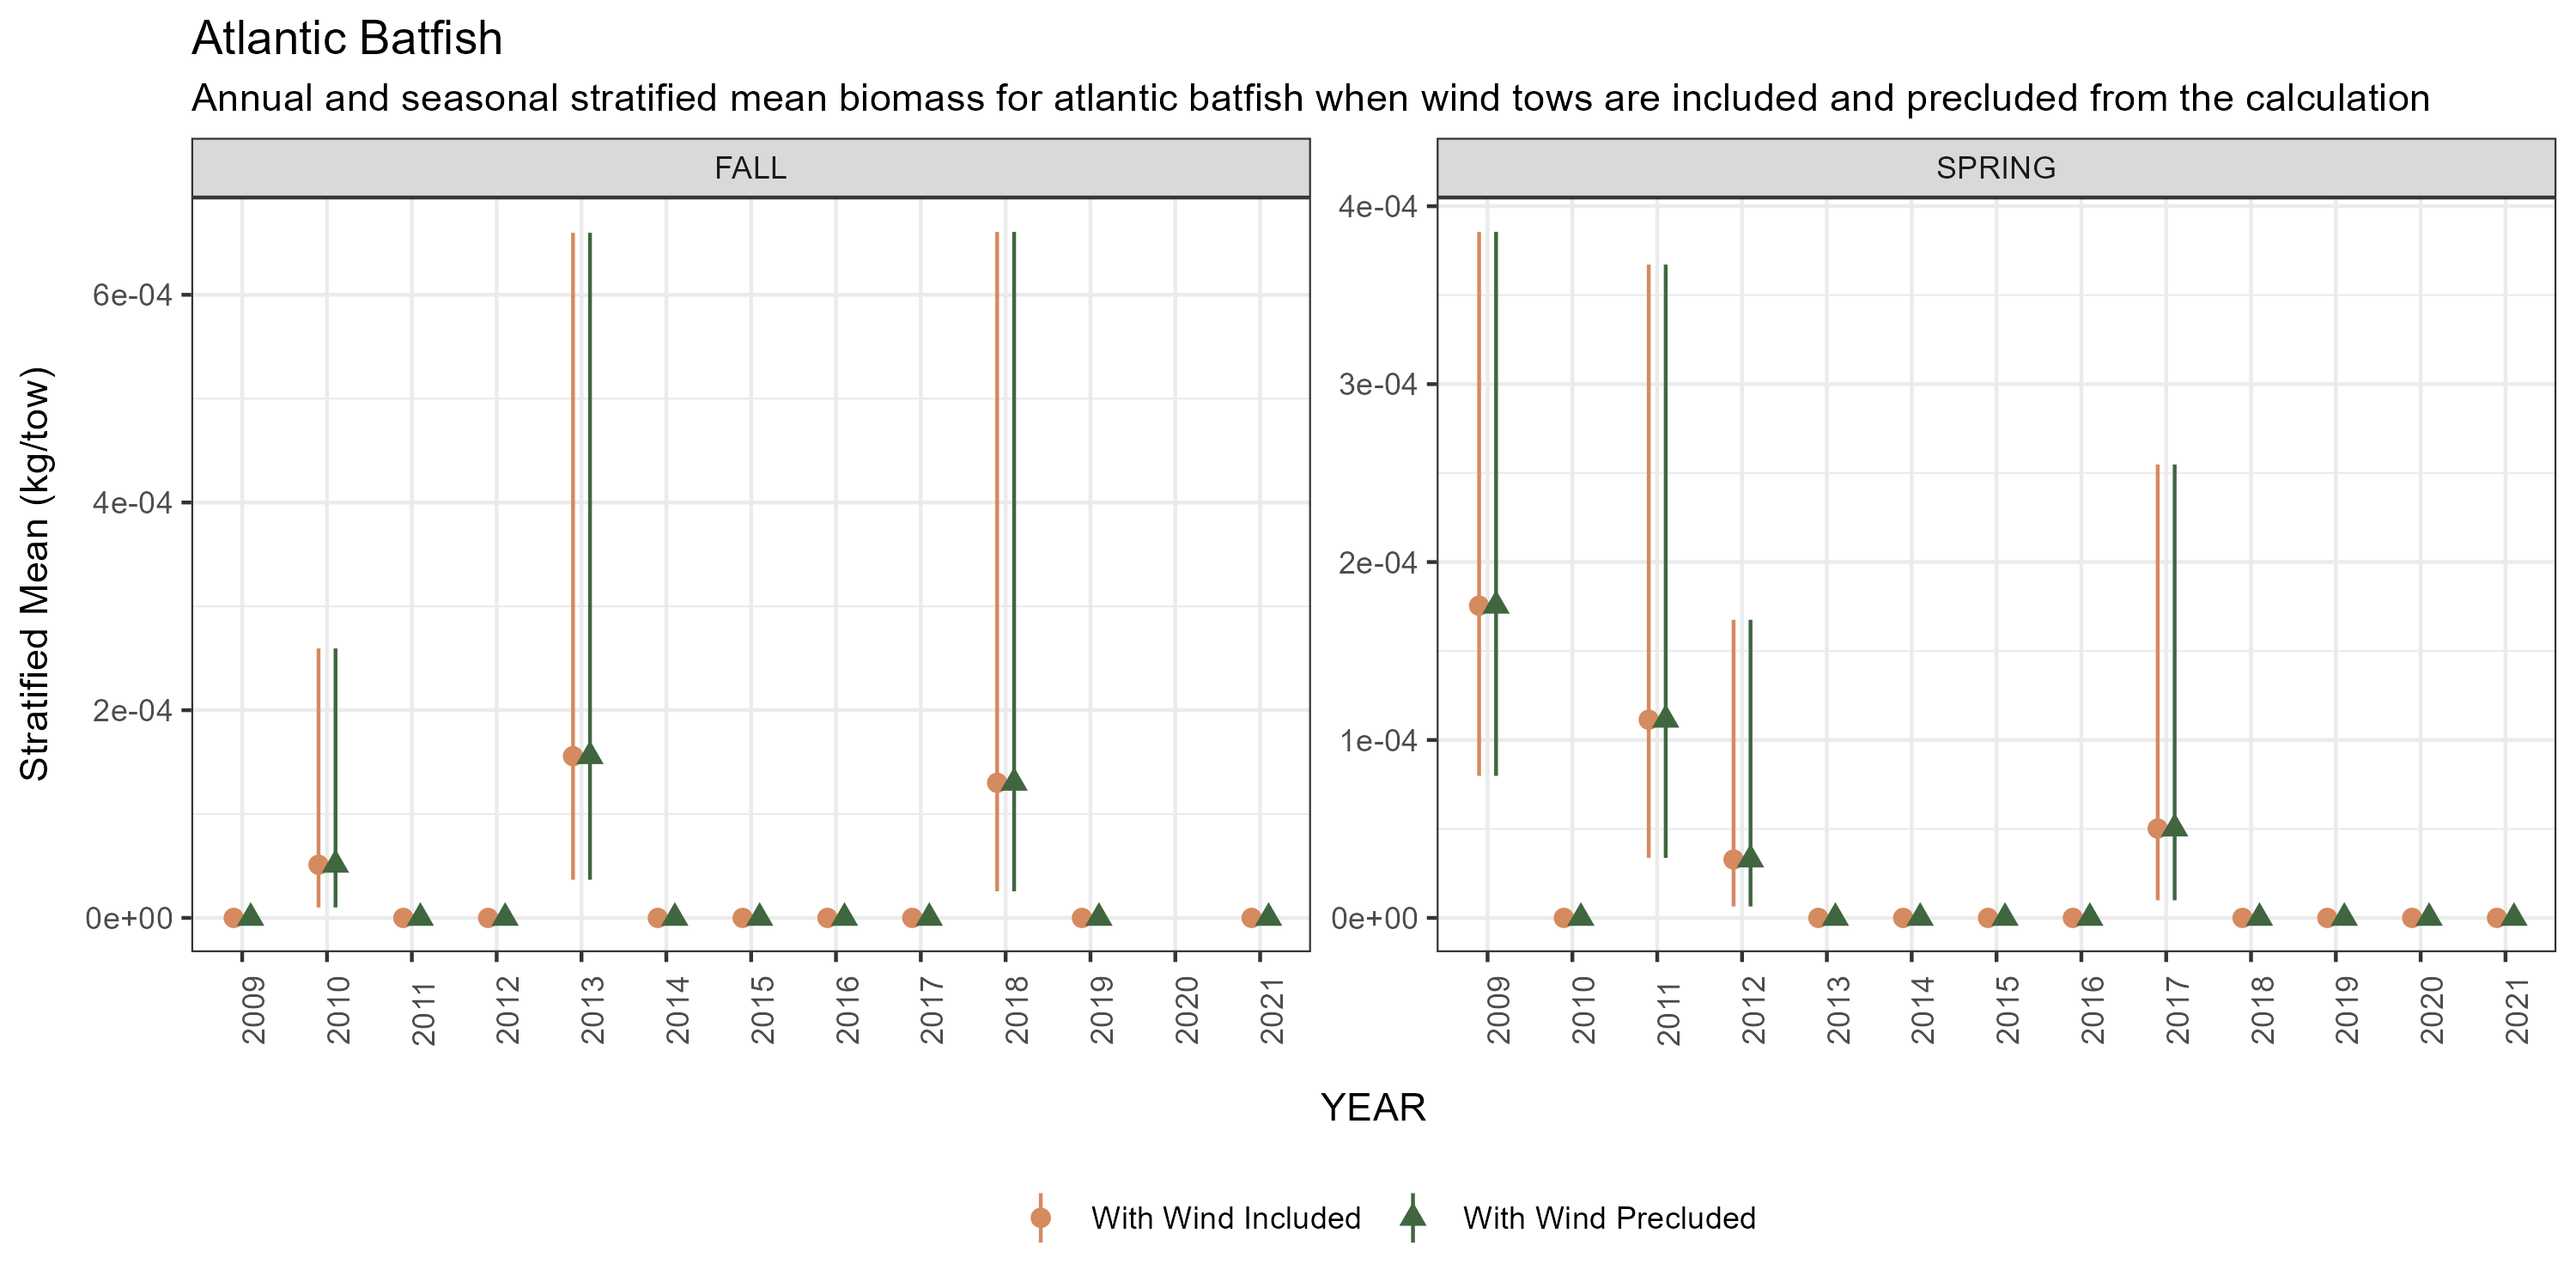 Atlantic Batfish
Annual and seasonal stratified mean biomass for atlantic batfish when wind tows are included and precluded from the calculation
FALL
SPRING
Stratified Mean (kg/tow)
6e-04
4e-04
2e-04
0e+00
4e-04
3e-04
2e-04
1e-04
0e+00
2009 2010 2011 2012 2013 2014 2015 2016 2017 2018 2019 2020 2021
2009 2010 2011 2012 2013 2014 2015 2016 2017 2018 2019 2020 2021
YEAR
With Wind Included With Wind Precluded